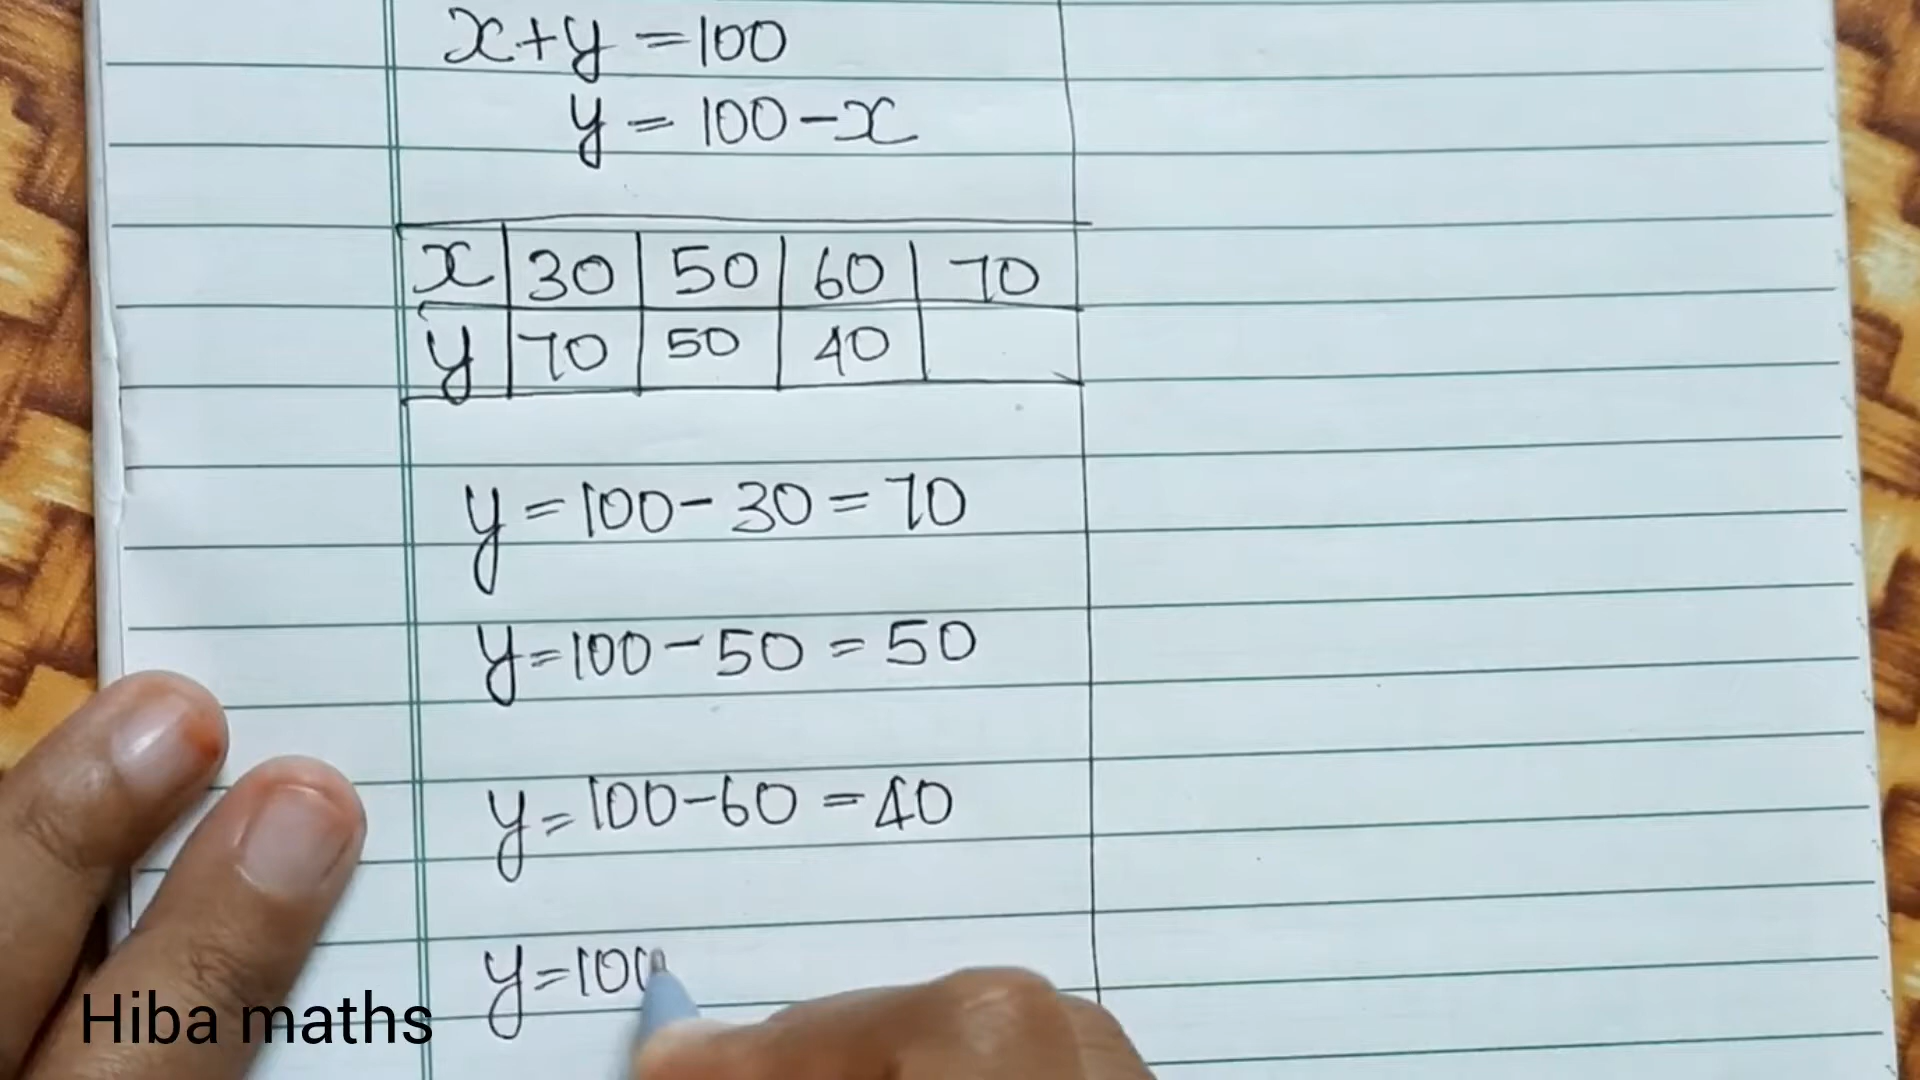 x+y=100
y=100-x
x 30 50 60 70
y 70 50 40
y=100-30=70
y=100-50=50
y=100-60=40
y=100
Hiba maths